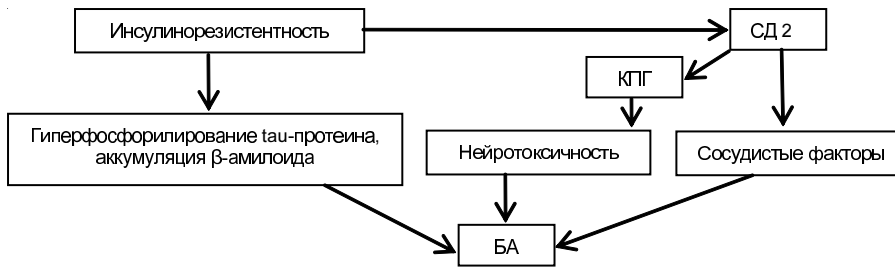 Инсулинорезистентность
СД 2
КПГ
Гиперфосфорилирование tau-протеина,
аккумуляция β-амилоида
Нейротоксичность
Сосудистые факторы
БА